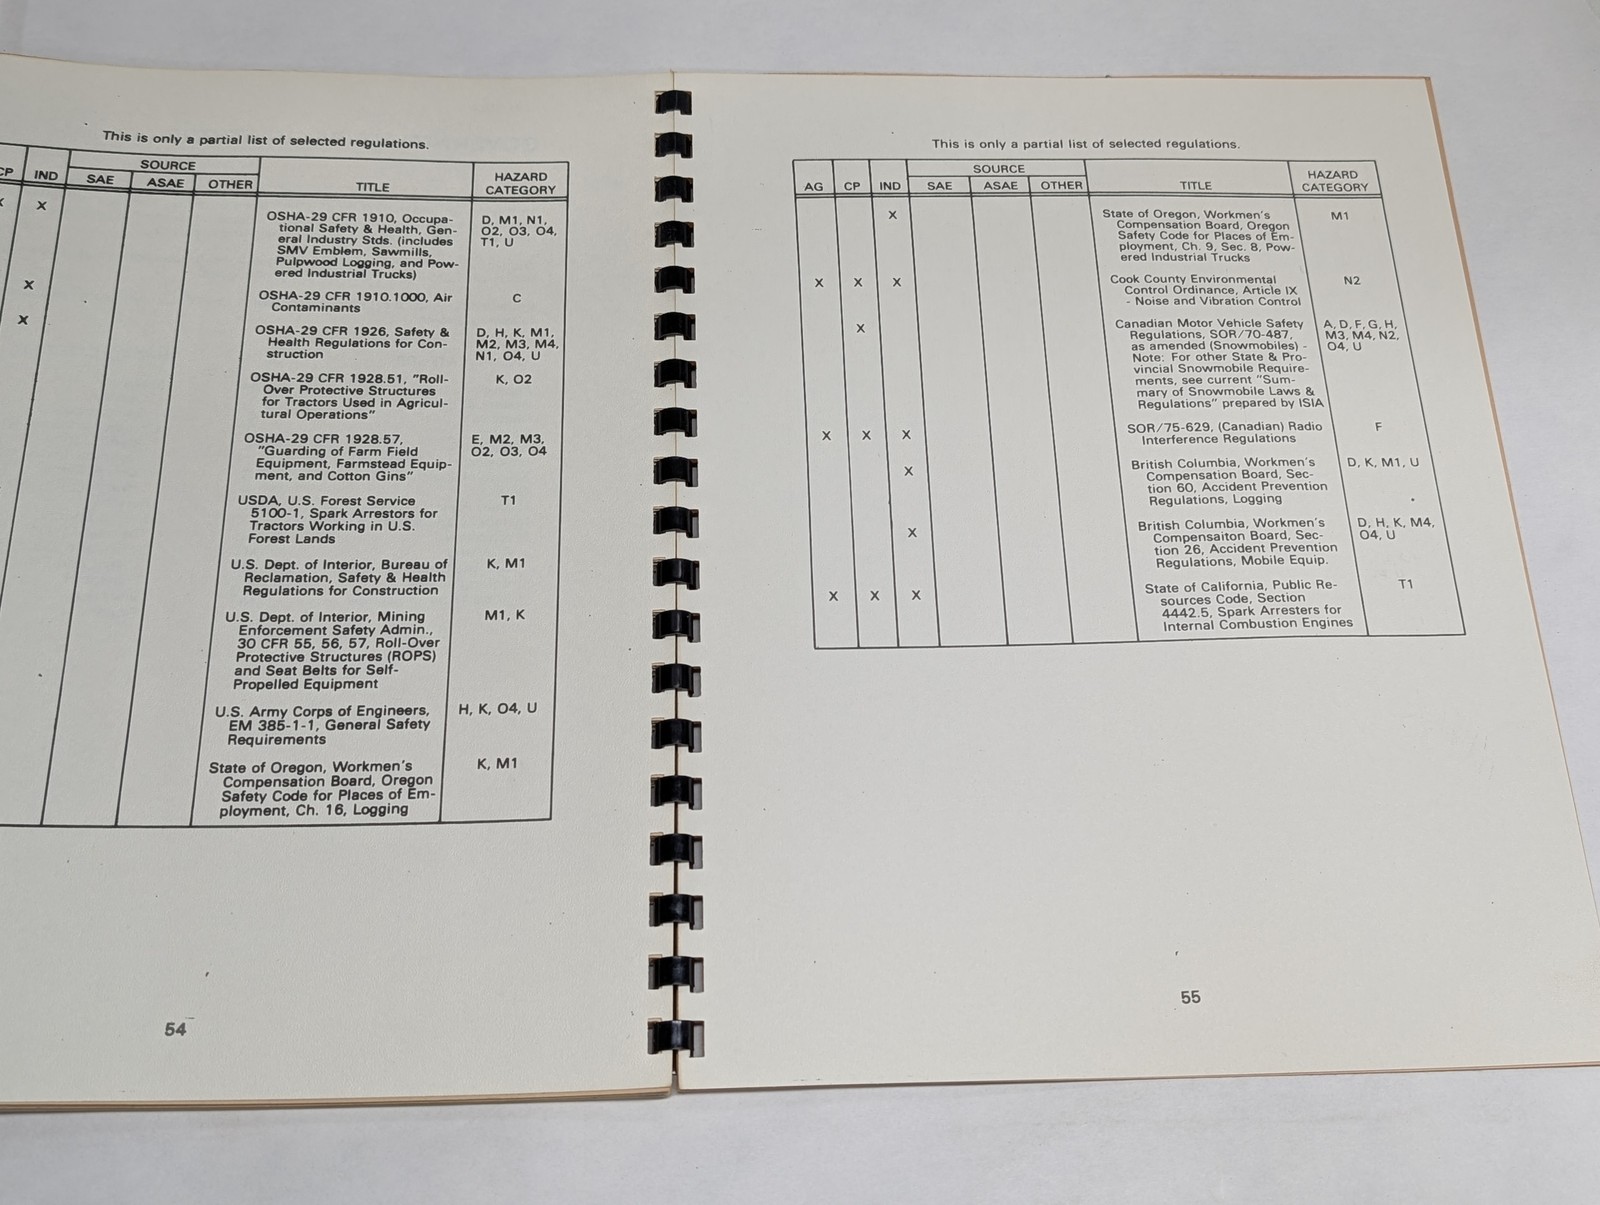 This is only a partial list of selected regulations.
CP IND SOURCE TITLE HAZARD CATEGORY
SAE ASAE OTHER
X X OSHA-29 CFR 1910, Occupa- D, M1, N1,
tional Safety & Health, Gen- O2, O3, O4,
eral Industry Stds. (includes T1, U
SMV Emblem, Sawmills,
Pulpwood Logging, and Pow-
ered Industrial Trucks)
X OSHA-29 CFR 1910.1000, Air C
Contaminants
X OSHA-29 CFR 1926, Safety & D, H, K, M1,
Health Regulations for Con- M2, M3, M4,
struction N1, O4, U
OSHA-29 CFR 1928.51, "Roll- K, O2
Over Protective Structures
for Tractors Used in Agricul-
tural Operations"
OSHA-29 CFR 1928.57, E, M2, M3,
"Guarding of Farm Field O2, O3, O4
Equipment, Farmstead Equip-
ment, and Cotton Gins"
USDA, U.S. Forest Service T1
5100-1, Spark Arrestors for
Tractors Working in U.S.
Forest Lands
U.S. Dept. of Interior, Bureau of K, M1
Reclamation, Safety & Health
Regulations for Construction
U.S. Dept. of Interior, Mining M1, K
Enforcement Safety Admin.,
30 CFR 55, 56, 57, Roll-Over
Protective Structures (ROPS)
and Seat Belts for Self-
Propelled Equipment
U.S. Army Corps of Engineers, H, K, O4, U
EM 385-1-1, General Safety
Requirements
State of Oregon, Workmen's K, M1
Compensation Board, Oregon
Safety Code for Places of Em-
ployment, Ch. 16, Logging
54
This is only a partial list of selected regulations.
AG CP IND SOURCE TITLE HAZARD CATEGORY
SAE ASAE OTHER
X State of Oregon, Workmen's M1
Compensation Board, Oregon
Safety Code for Places of Em-
ployment, Ch. 9, Sec. 8, Pow-
ered Industrial Trucks
X X X Cook County Environmental N2
Control Ordinance, Article IX
- Noise and Vibration Control
X Canadian Motor Vehicle Safety A, D, F, G, H,
Regulations, SOR/70-487, M3, M4, N2,
as amended (Snowmobiles) - O4, U
Note: For other State & Pro-
vincial Snowmobile Require-
ments, see current "Sum-
mary of Snowmobile Laws &
Regulations" prepared by ISIA
X X X SOR/75-629, (Canadian) Radio F
Interference Regulations
X British Columbia, Workmen's D, K, M1, U
Compensation Board, Sec-
tion 60, Accident Prevention
Regulations, Logging
X British Columbia, Workmen's D, H, K, M4,
Compensaiton Board, Sec- O4, U
tion 26, Accident Prevention
Regulations, Mobile Equip.
X X X State of California, Public Re- T1
sources Code, Section
4442.5, Spark Arresters for
Internal Combustion Engines
55